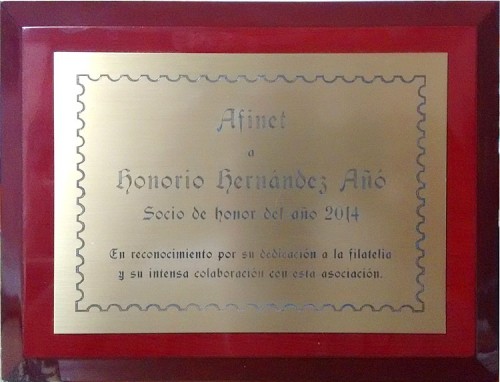 Afinet
a
Honorio Hernández Añó
Socio de honor del año 2014
En reconocimiento por su dedicación a la filatelia
y su intensa colaboración con esta asociación.